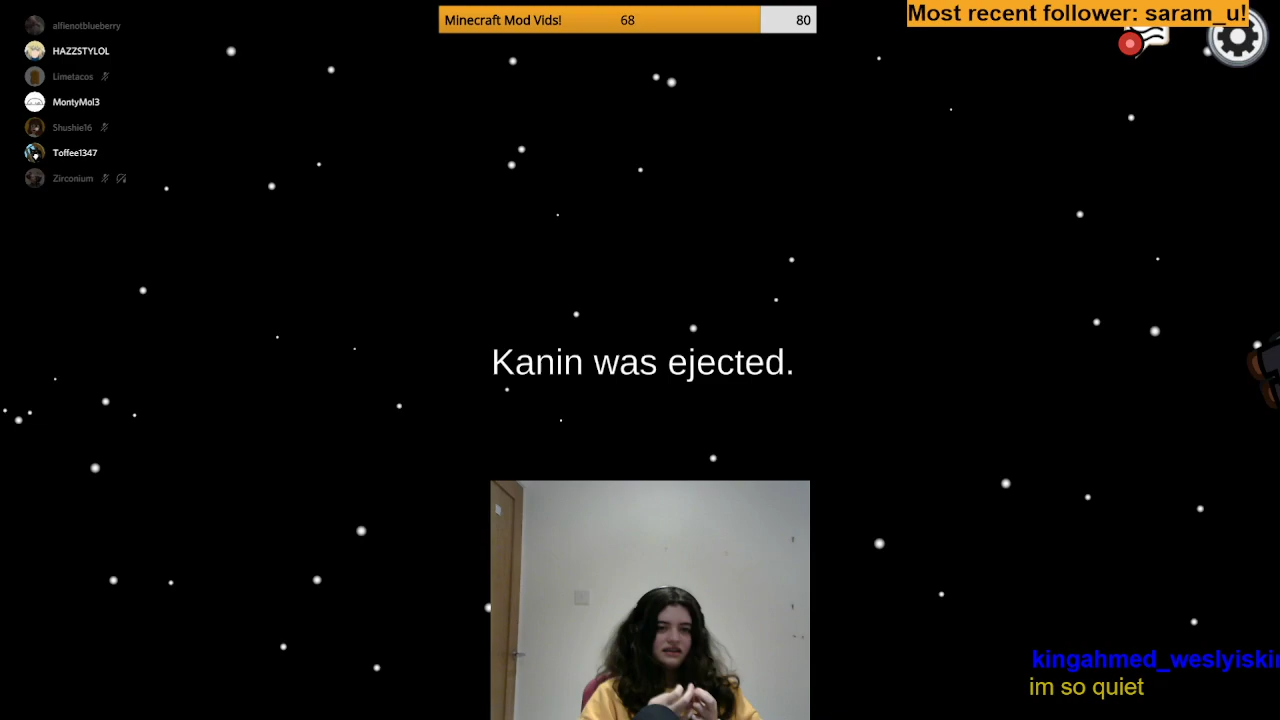 alfienotblueberry
HAZZSTYLOL
Limetacos
MontyMol3
Shushie16
Toffee1347
Zirconium
Minecraft Mod Vids! 68 80
Most recent follower: saram_u!
Kanin was ejected.
kingahmed_weslyiskin
im so quiet